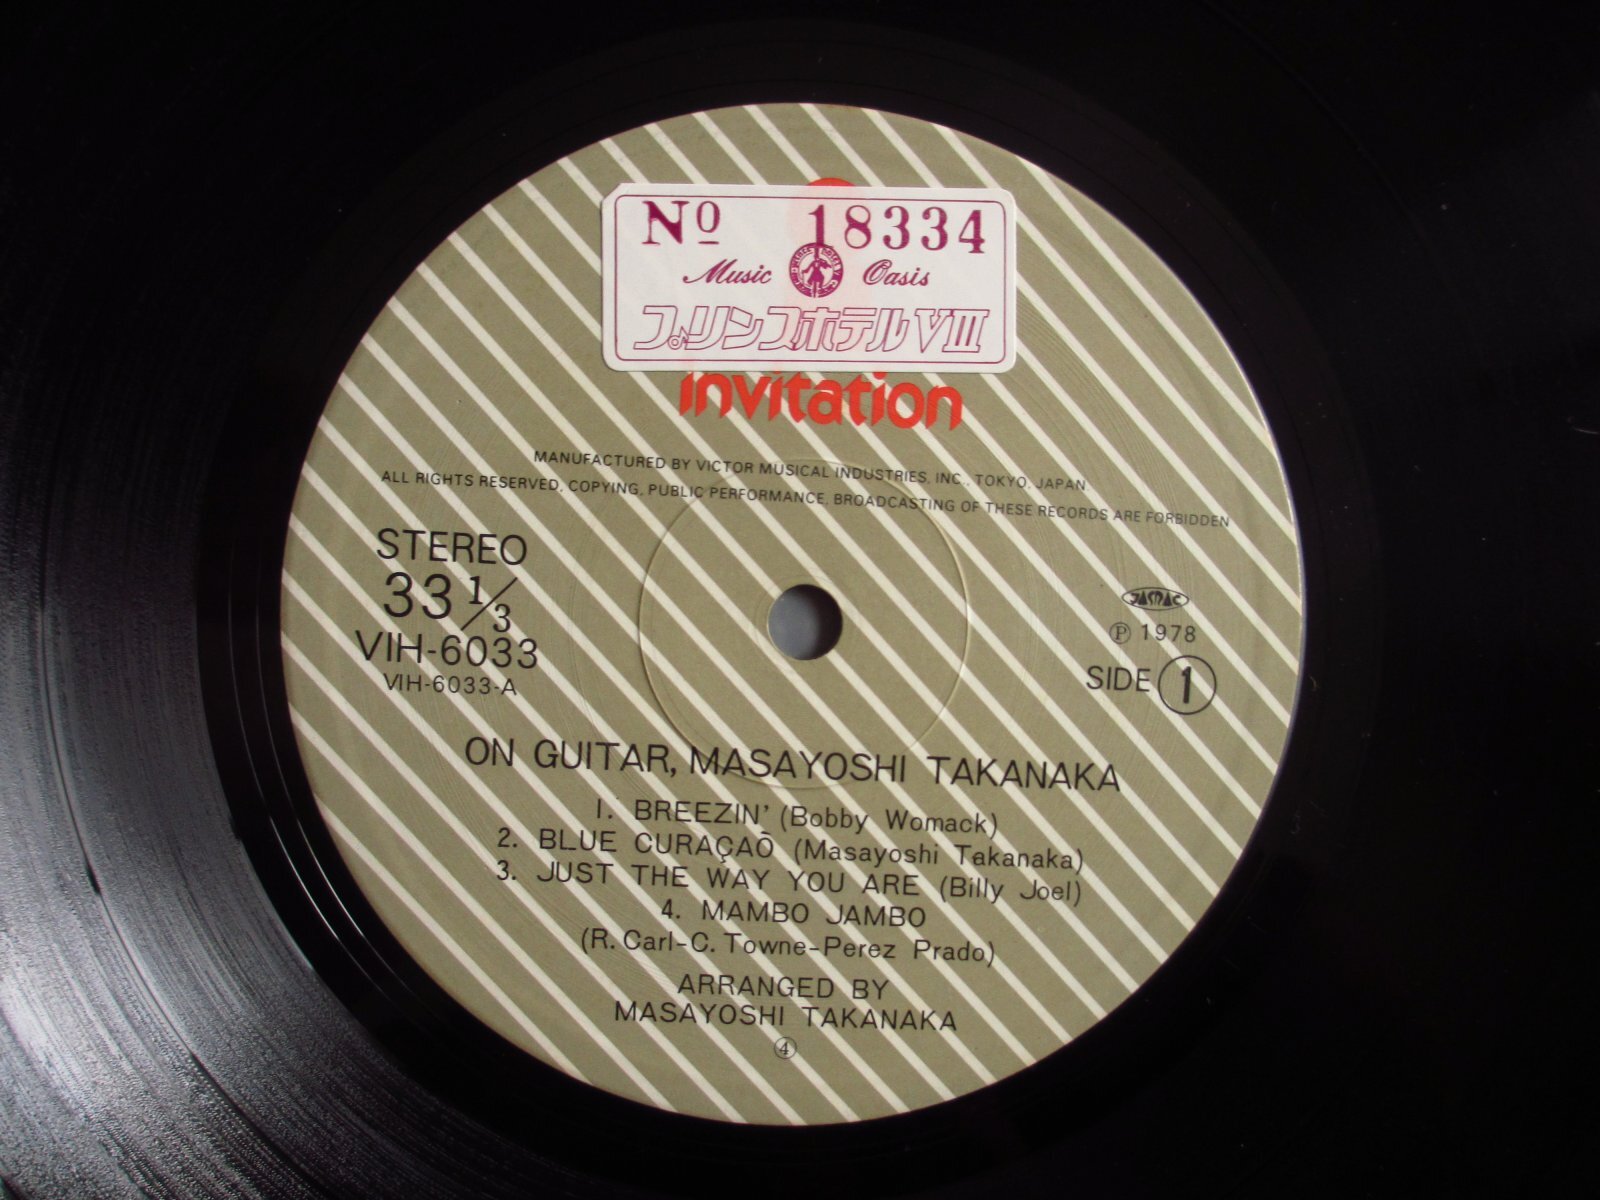 No 18334
Music Oasis
プリンスホテルVIII
invitation
MANUFACTURED BY VICTOR MUSICAL INDUSTRIES, INC., TOKYO, JAPAN.
ALL RIGHTS RESERVED, COPYING, PUBLIC PERFORMANCE, BROADCASTING OF THESE RECORDS ARE FORBIDDEN
STEREO
33 1/3
VIH-6033
VIH-6033-A
JASRAC
Ⓟ 1978
SIDE 1
ON GUITAR, MASAYOSHI TAKANAKA
1. BREEZIN' (Bobby Womack)
2. BLUE CURAÇAÕ (Masayoshi Takanaka)
3. JUST THE WAY YOU ARE (Billy Joel)
4. MAMBO JAMBO
(R. Carl-C. Towne-Perez Prado)
ARRANGED BY
MASAYOSHI TAKANAKA
④